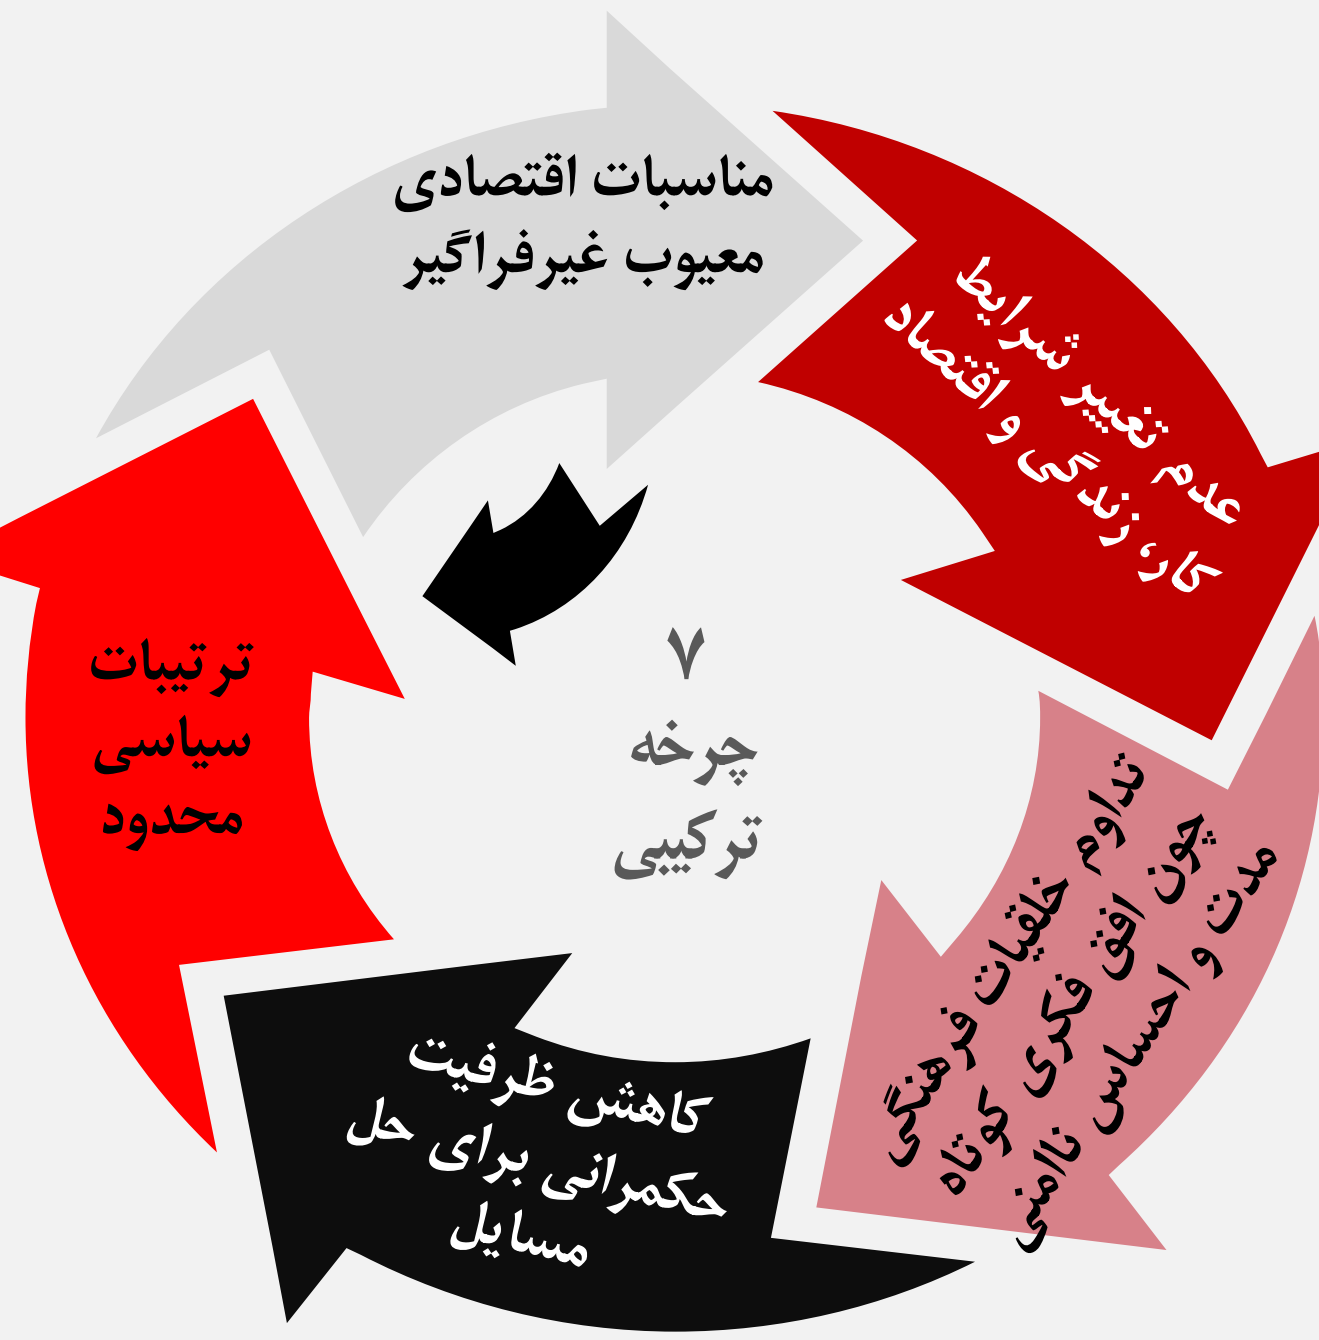 مناسبات اقتصادی
معیوب غیرفراگیر
عدم تغییر شرایط
کار، زندگی و اقتصاد
تداوم خلقیات فرهنگی
چون افق فکری کوتاه
مدت و احساس ناامنی
کاهش ظرفیت
حکمرانی برای حل
مسایل
ترتیبات
سیاسی
محدود
۷
چرخه
ترکیبی